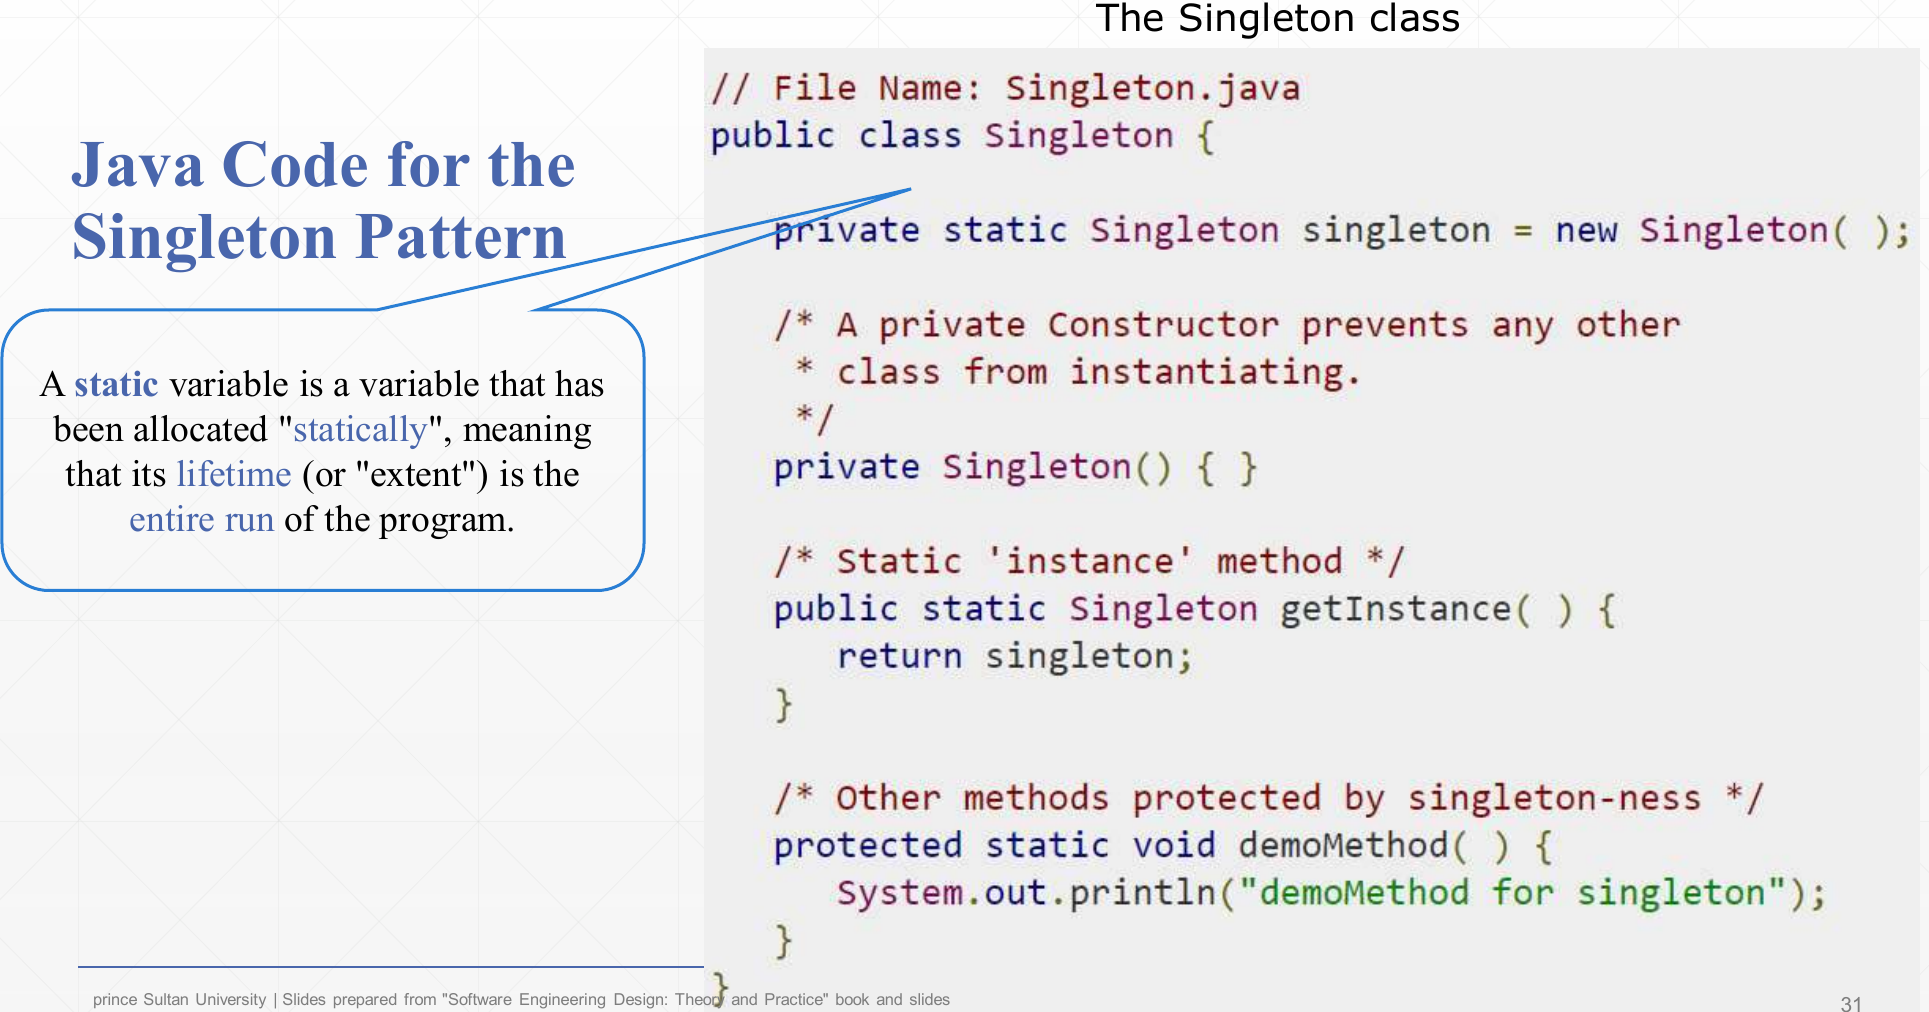 The Singleton class
Java Code for the
Singleton Pattern
A static variable is a variable that has
been allocated "statically", meaning
that its lifetime (or "extent") is the
entire run of the program.
// File Name: Singleton.java
public class Singleton {
private static Singleton singleton = new Singleton( );
/* A private Constructor prevents any other
* class from instantiating.
*/
private Singleton() { }
/* Static 'instance' method */
public static Singleton getInstance( ) {
return singleton;
}
/* Other methods protected by singleton-ness */
protected static void demoMethod( ) {
System.out.println("demoMethod for singleton");
}
}
prince Sultan University | Slides prepared from "Software Engineering Design: Theory and Practice" book and slides
31